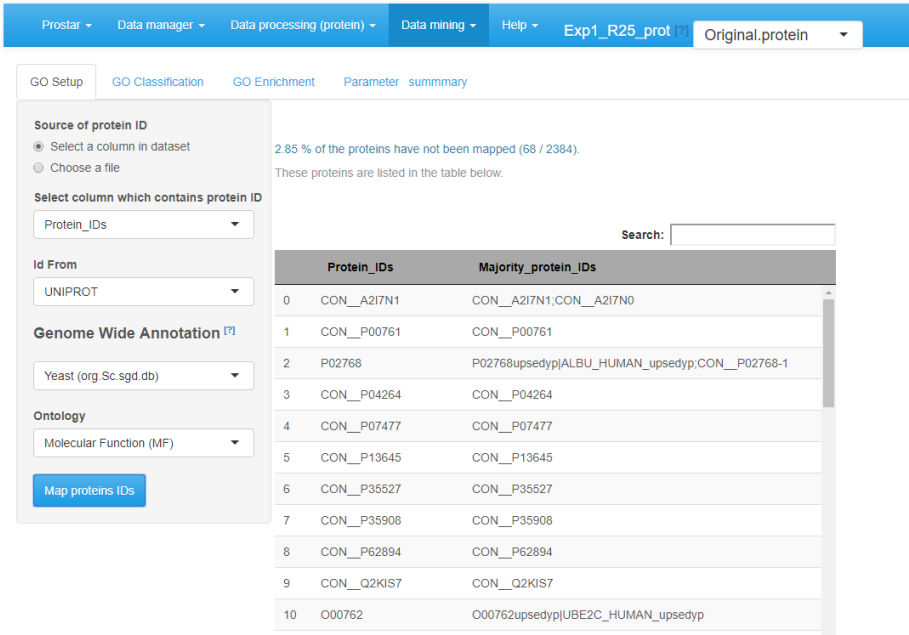 Prostar Data manager Data processing (protein) Data mining Help Exp1_R25_prot [?] Original.protein
GO Setup GO Classification GO Enrichment Parameter summmary
Source of protein ID
Select a column in dataset
Choose a file
Select column which contains protein ID
Protein_IDs
Id From
UNIPROT
Genome Wide Annotation [?]
Yeast (org.Sc.sgd.db)
Ontology
Molecular Function (MF)
Map proteins IDs
2.85 % of the proteins have not been mapped (68 / 2384).
These proteins are listed in the table below.
Search:
Protein_IDs Majority_protein_IDs
0 CON__A2I7N1 CON__A2I7N1;CON__A2I7N0
1 CON__P00761 CON__P00761
2 P02768 P02768upsedyp|ALBU_HUMAN_upsedyp;CON__P02768-1
3 CON__P04264 CON__P04264
4 CON__P07477 CON__P07477
5 CON__P13645 CON__P13645
6 CON__P35527 CON__P35527
7 CON__P35908 CON__P35908
8 CON__P62894 CON__P62894
9 CON__Q2KIS7 CON__Q2KIS7
10 O00762 O00762upsedyp|UBE2C_HUMAN_upsedyp